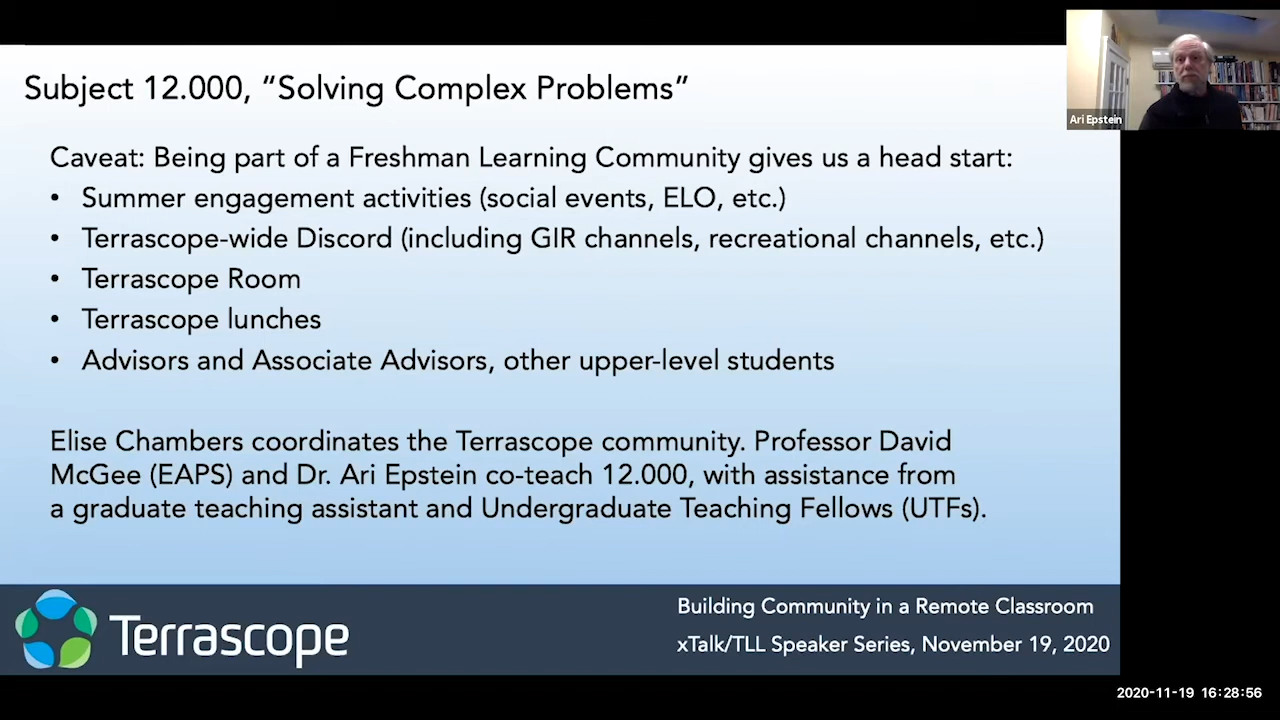 Subject 12.000, “Solving Complex Problems”
Ari Epstein
Caveat: Being part of a Freshman Learning Community gives us a head start:
• Summer engagement activities (social events, ELO, etc.)
• Terrascope-wide Discord (including GIR channels, recreational channels, etc.)
• Terrascope Room
• Terrascope lunches
• Advisors and Associate Advisors, other upper-level students
Elise Chambers coordinates the Terrascope community. Professor David
McGee (EAPS) and Dr. Ari Epstein co-teach 12.000, with assistance from
a graduate teaching assistant and Undergraduate Teaching Fellows (UTFs).
Terrascope
Building Community in a Remote Classroom
xTalk/TLL Speaker Series, November 19, 2020
2020-11-19 16:28:56